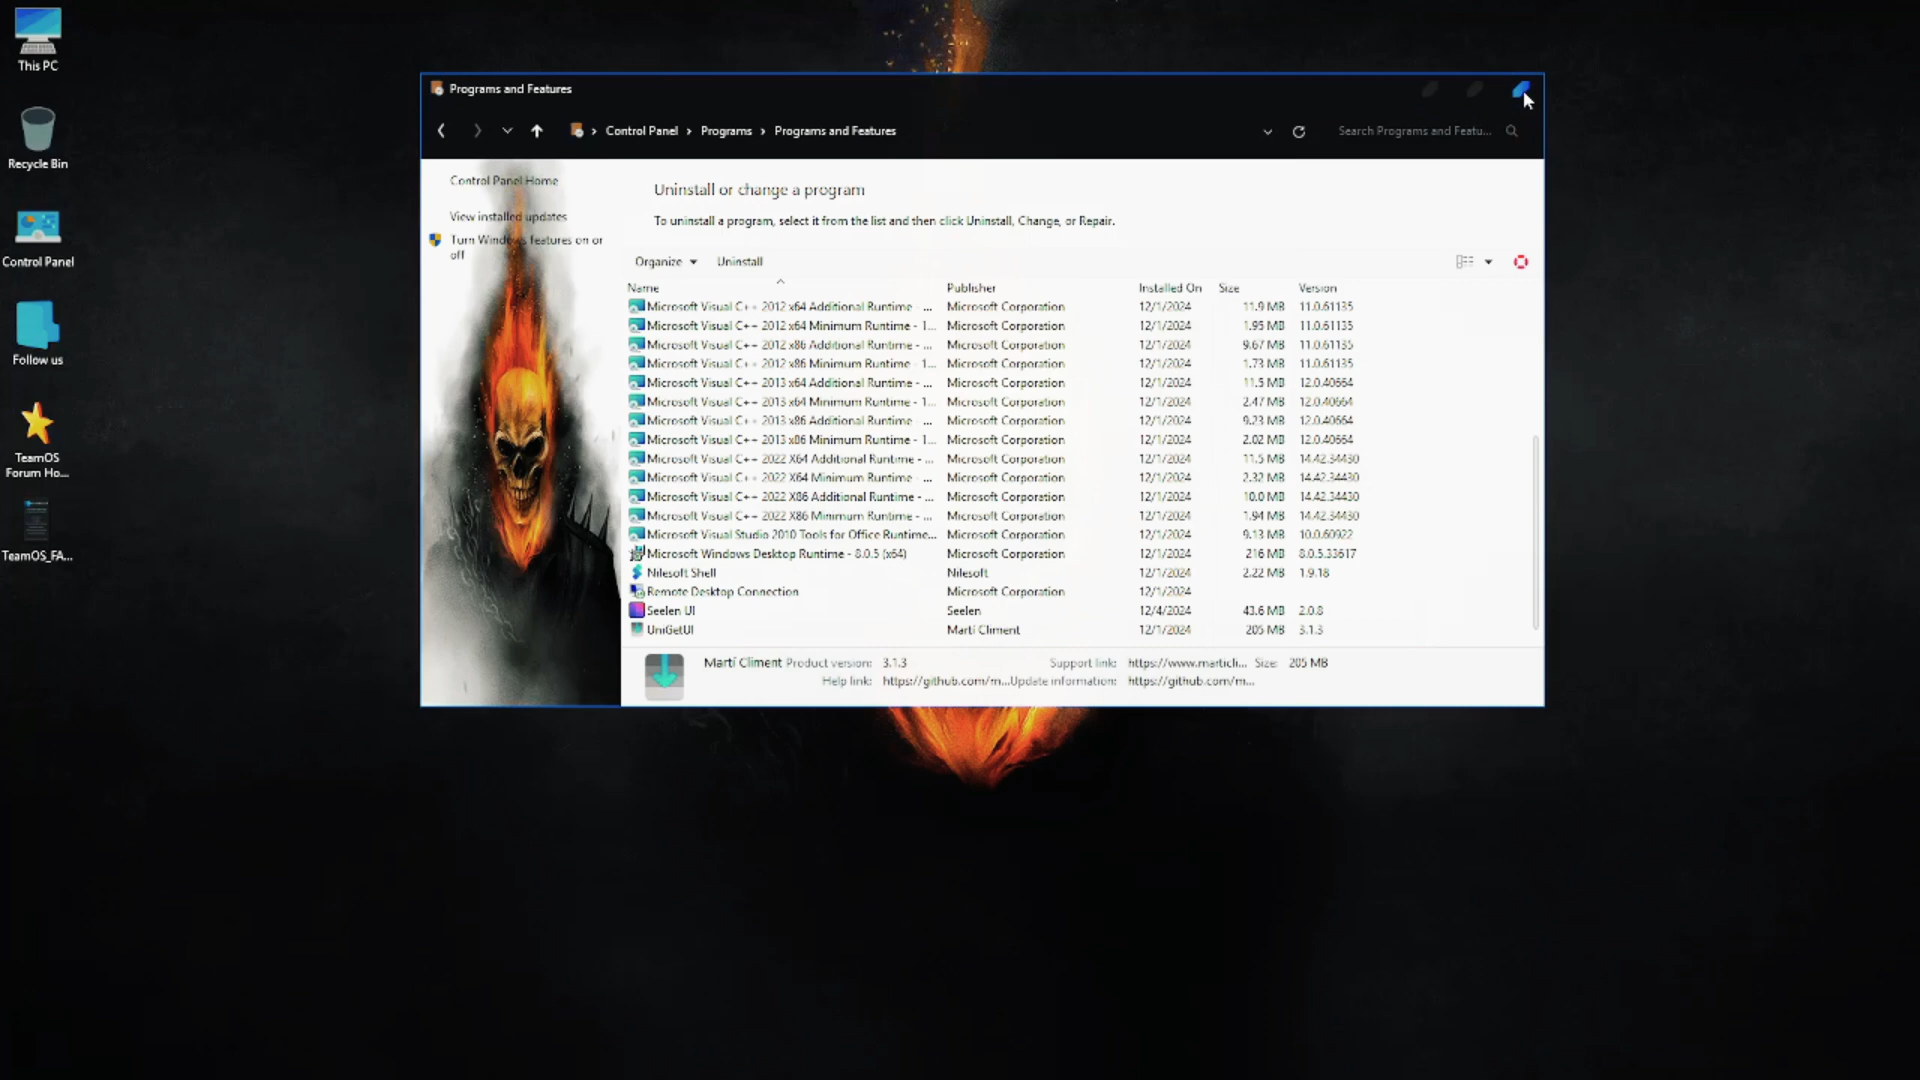 This PC
Recycle Bin
Control Panel
Follow us
TeamOS
Forum Ho...
TeamOS_FA...
Programs and Features
Control Panel > Programs > Programs and Features
Search Programs and Featu...
Control Panel Home
View installed updates
Turn Windows features on or
off
Uninstall or change a program
To uninstall a program, select it from the list and then click Uninstall, Change, or Repair.
Organize Uninstall
Name Publisher Installed On Size Version
Microsoft Visual C++ 2012 x64 Additional Runtime - ... Microsoft Corporation 12/1/2024 11.9 MB 11.0.61135
Microsoft Visual C++ 2012 x64 Minimum Runtime - 1... Microsoft Corporation 12/1/2024 1.95 MB 11.0.61135
Microsoft Visual C++ 2012 x86 Additional Runtime - ... Microsoft Corporation 12/1/2024 9.67 MB 11.0.61135
Microsoft Visual C++ 2012 x86 Minimum Runtime - 1... Microsoft Corporation 12/1/2024 1.73 MB 11.0.61135
Microsoft Visual C++ 2013 x64 Additional Runtime - ... Microsoft Corporation 12/1/2024 11.5 MB 12.0.40664
Microsoft Visual C++ 2013 x64 Minimum Runtime - 1... Microsoft Corporation 12/1/2024 2.47 MB 12.0.40664
Microsoft Visual C++ 2013 x86 Additional Runtime - ... Microsoft Corporation 12/1/2024 9.23 MB 12.0.40664
Microsoft Visual C++ 2013 x86 Minimum Runtime - 1... Microsoft Corporation 12/1/2024 2.02 MB 12.0.40664
Microsoft Visual C++ 2022 X64 Additional Runtime - ... Microsoft Corporation 12/1/2024 11.5 MB 14.42.34430
Microsoft Visual C++ 2022 X64 Minimum Runtime - ... Microsoft Corporation 12/1/2024 2.32 MB 14.42.34430
Microsoft Visual C++ 2022 X86 Additional Runtime - ... Microsoft Corporation 12/1/2024 10.0 MB 14.42.34430
Microsoft Visual C++ 2022 X86 Minimum Runtime - ... Microsoft Corporation 12/1/2024 1.94 MB 14.42.34430
Microsoft Visual Studio 2010 Tools for Office Runtime... Microsoft Corporation 12/1/2024 9.13 MB 10.0.60922
Microsoft Windows Desktop Runtime - 8.0.5 (x64) Microsoft Corporation 12/1/2024 216 MB 8.0.5.33617
Nilesoft Shell Nilesoft 12/1/2024 2.22 MB 1.9.18
Remote Desktop Connection Microsoft Corporation 12/1/2024
Seelen UI Seelen 12/4/2024 43.6 MB 2.0.8
UniGetUI Martí Climent 12/1/2024 205 MB 3.1.3
Martí Climent Product version: 3.1.3 Support link: https://www.marticli... Size: 205 MB
Help link: https://github.com/m... Update information: https://github.com/m...